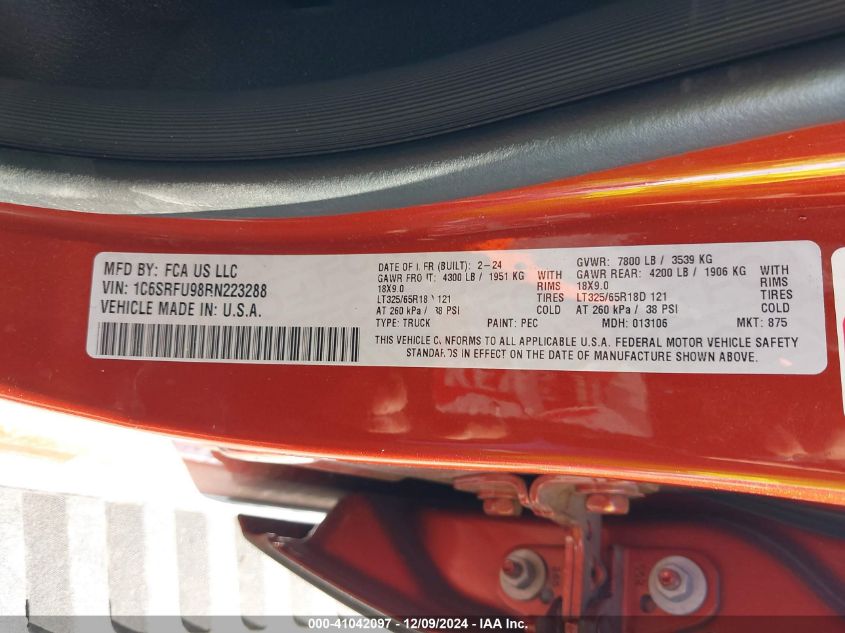 MFD BY: FCA US LLC
VIN: 1C6SRFU98RN223288
VEHICLE MADE IN: U.S.A.
DATE OF (BUILT): 2-24
GVWR: 7800 LB / 3539 KG
GAWR 4300 LB / 1951 KG WITH
18X9.0 RIMS
LT325/65R18 121 TIRES
AT 260 kPa / 38 PSI COLD
GAWR REAR: 4200 LB / 1906 KG WITH
18X9.0 RIMS
LT325/65R18D 121 TIRES
AT 260 kPa / 38 PSI COLD
TYPE: TRUCK PAINT: PEC MDH: 013106 MKT: 875
THIS VEHICLE CONFORMS TO ALL APPLICABLE U.S.A. FEDERAL MOTOR VEHICLE SAFETY
STANDARDS IN EFFECT ON THE DATE OF MANUFACTURE SHOWN ABOVE.
000-41042097 - 12/09/2024 - IAA Inc.